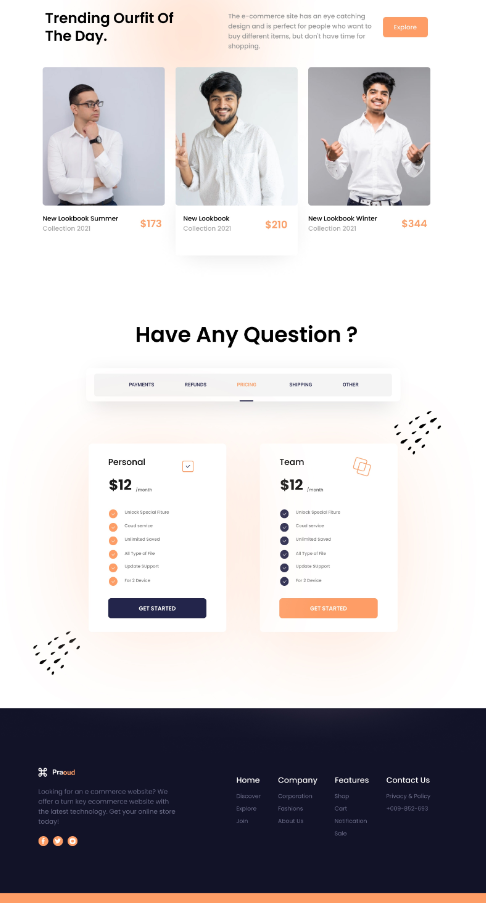 Trending Ourfit Of
The Day.
The e-commerce site has an eye catching
design and is perfect for people who want to
buy different items, but don't have time for
shopping.
Explore
New Lookbook Summer
Collection 2021
$173
New Lookbook
Collection 2021
$210
New Lookbook Winter
Collection 2021
$344
Have Any Question ?
PAYMENTS
REFUNDS
PRICING
SHIPPING
OTHER
Personal
$12 /month
Unlock Special Fiture
Cloud service
Unlimited Saved
All Type of File
Update Support
For 2 Device
GET STARTED
Team
$12 /month
Unlock Special Fiture
Cloud service
Unlimited Saved
All Type of File
Update Support
For 2 Device
GET STARTED
Praoud
Looking for an e-commerce website? We
offer a turn key ecommerce website with
the latest technology. Get your online store
today!
Home
Discover
Explore
Join
Company
Corporation
Fashions
About Us
Features
Shop
Cart
Notification
Sale
Contact Us
Privacy & Policy